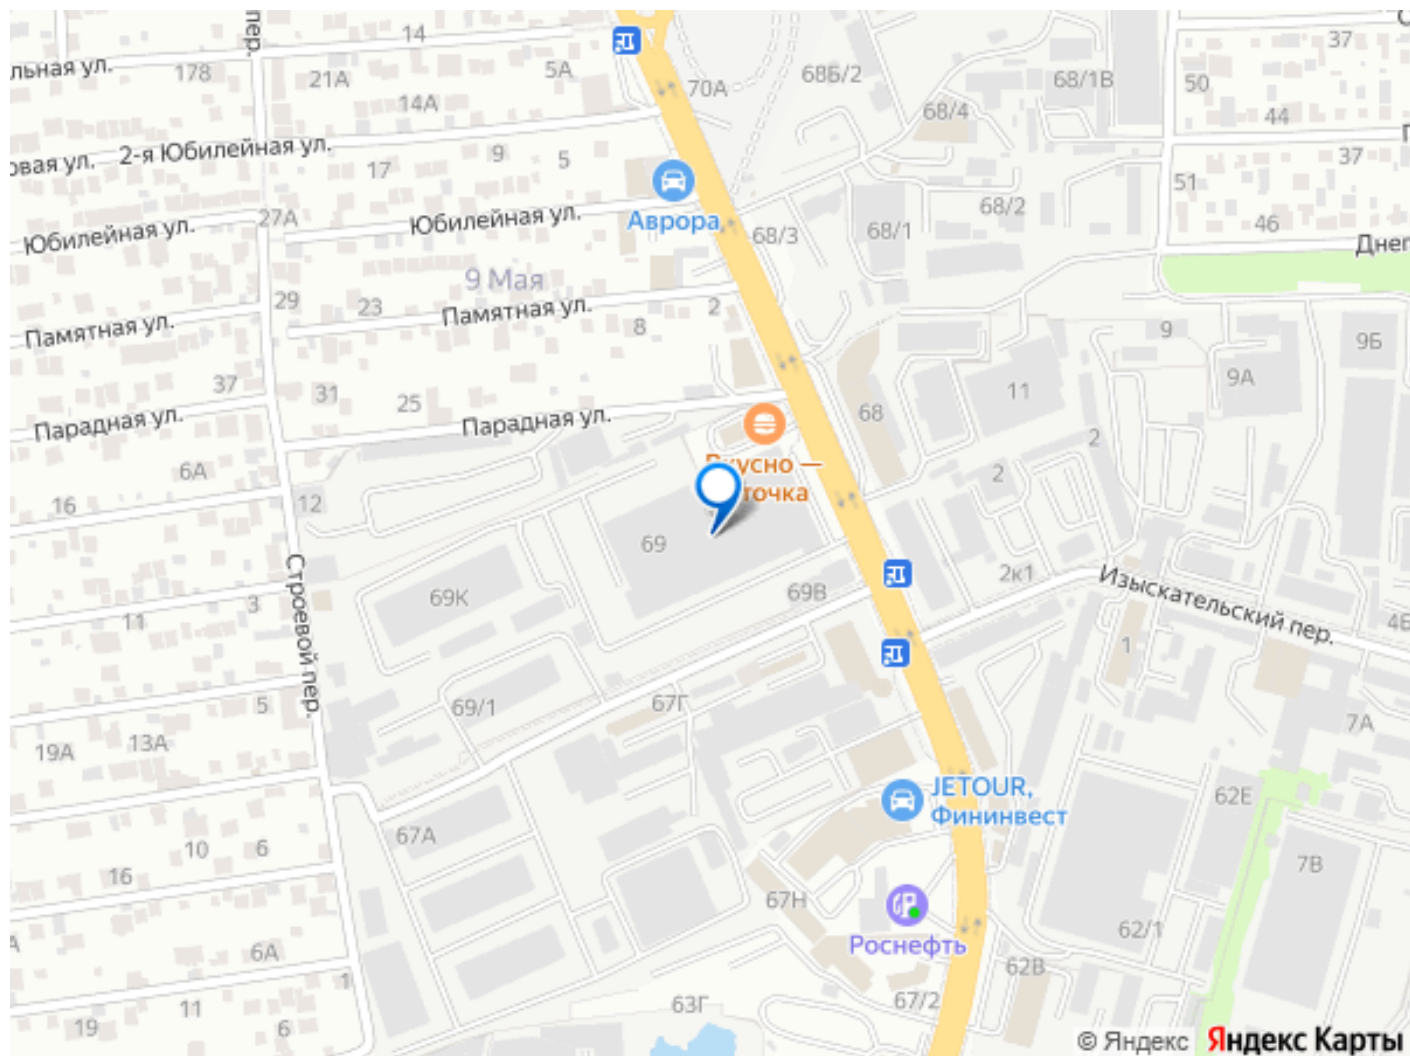 пер.
14
37
льная ул.
178
21А
5А
70А
68Б/2
68/1В
50
14А
68/4
44
овая ул.
2-я Юбилейная ул.
17
9
5
37
51
Аврора
27А
Юбилейная ул.
Юбилейная ул.
68/3
68/1
68/2
46
Днеп
9 Мая
29
23
Памятная ул.
Памятная ул.
8
2
9
9Б
37
31
25
68
11
9А
Парадная ул.
Парадная ул.
2
6А
Вкусно —
точка
2
16
12
69
Строевой пер.
69К
69В
2к1
Изыскательский пер.
11
3
1
4Б
5
69/1
67Г
7А
19А
13А
JETOUR,
Фининвест
62Е
67А
10
6
16
7В
67Н
62/1
Роснефть
6А
1
62В
11
63Г
67/2
19
6
© Яндекс Яндекс Карты